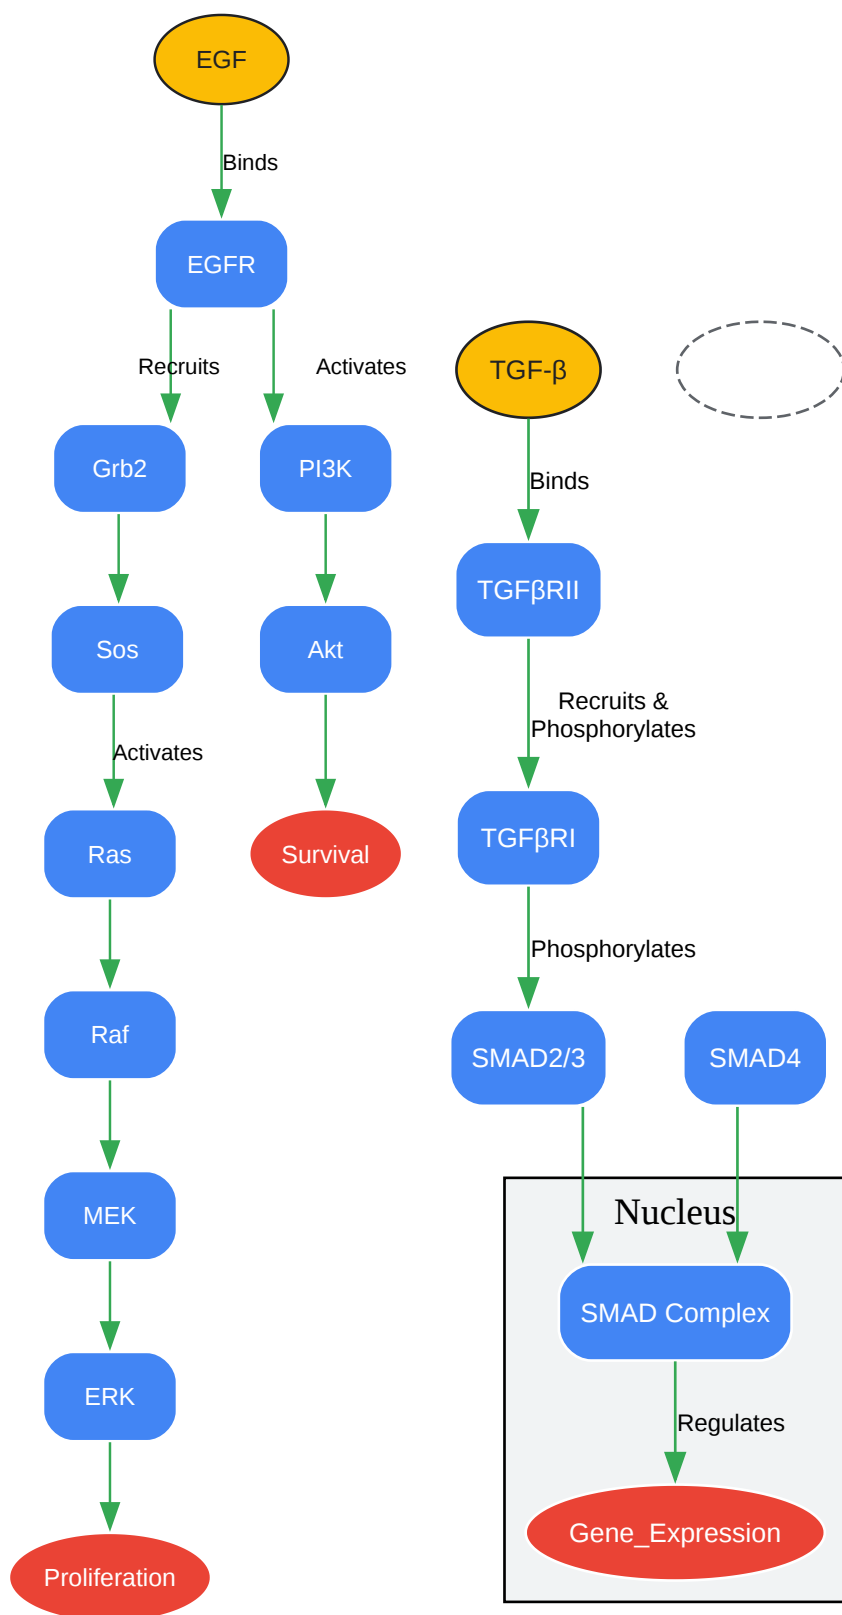 EGF
Binds
EGFR
Recruits
Activates
Grb2
PI3K
Sos
Akt
Activates
Ras
Survival
Raf
MEK
ERK
Proliferation
TGF-β
Binds
TGFβRII
Recruits &
Phosphorylates
TGFβRI
Phosphorylates
SMAD2/3
SMAD4
Nucleus
SMAD Complex
Regulates
Gene_Expression